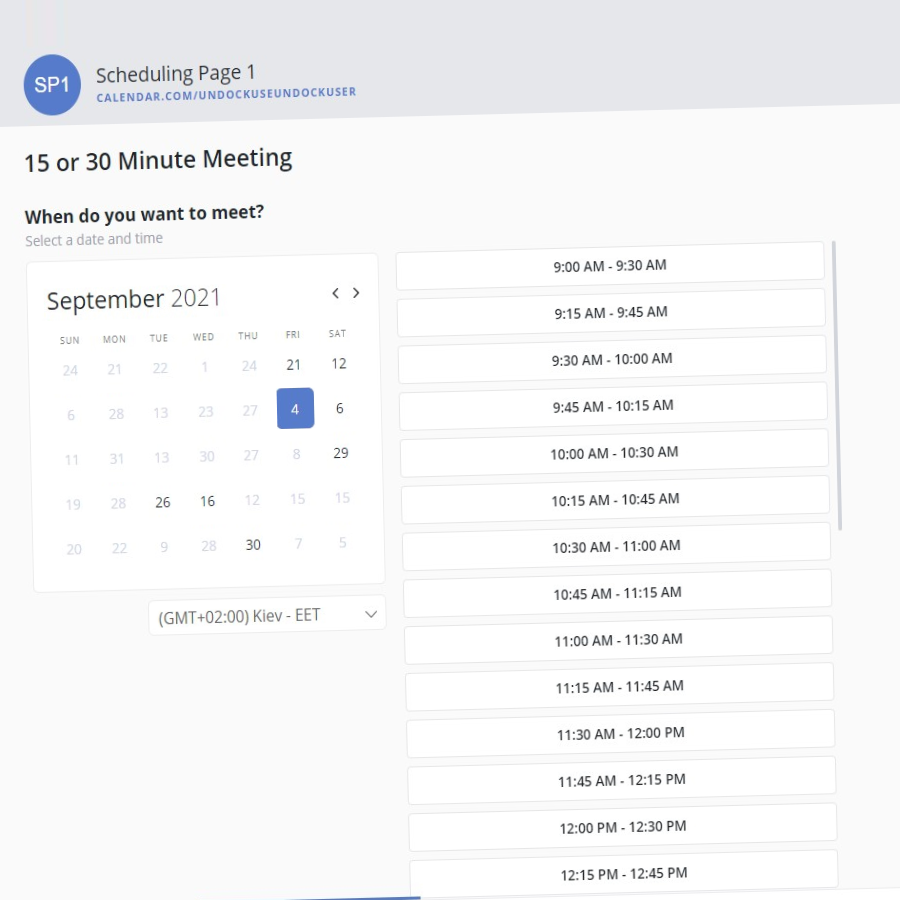 SP1
Scheduling Page 1
CALENDAR.COM/UNDOCKUSEUNDOCKUSER
15 or 30 Minute Meeting
When do you want to meet?
Select a date and time
September 2021
SUN MON TUE WED THU FRI SAT
24 21 22 1 24 21 12
6 28 13 23 27 4 6
11 31 13 30 27 8 29
19 28 26 16 12 15 15
20 22 9 28 30 7 5
(GMT+02:00) Kiev - EET
9:00 AM - 9:30 AM
9:15 AM - 9:45 AM
9:30 AM - 10:00 AM
9:45 AM - 10:15 AM
10:00 AM - 10:30 AM
10:15 AM - 10:45 AM
10:30 AM - 11:00 AM
10:45 AM - 11:15 AM
11:00 AM - 11:30 AM
11:15 AM - 11:45 AM
11:30 AM - 12:00 PM
11:45 AM - 12:15 PM
12:00 PM - 12:30 PM
12:15 PM - 12:45 PM